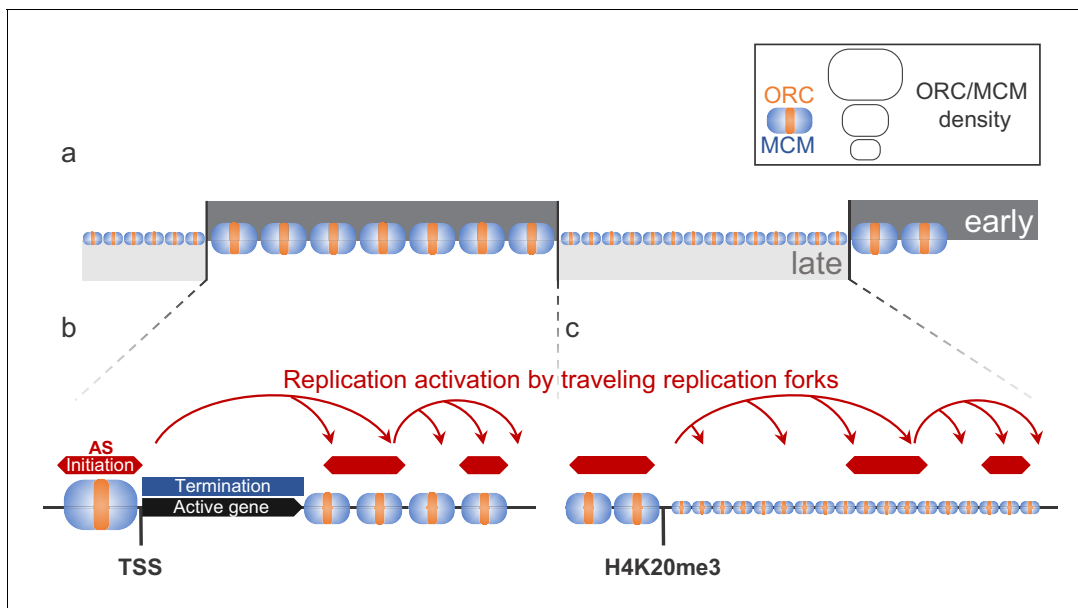 ORC
MCM
ORC/MCM
density
a
early
late
b
c
Replication activation by traveling replication forks
AS
Initiation
Termination
Active gene
TSS
H4K20me3